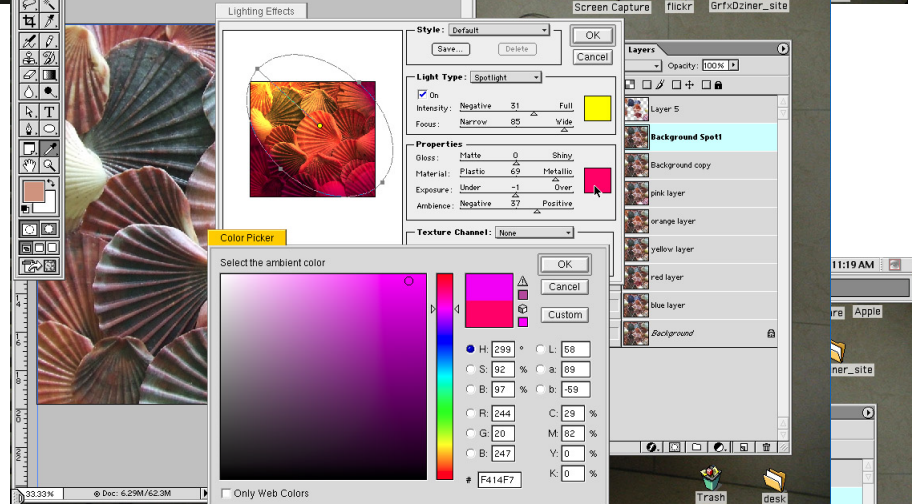 Screen Capture flickr GrfxDziner_site
Lighting Effects
Style: Default
Save... Delete
OK
Cancel
Light Type: Spotlight
On
Intensity: Negative 31 Full
Focus: Narrow 85 Wide
Properties
Gloss: Matte 0 Shiny
Material: Plastic 69 Metallic
Exposure: Under -1 Over
Ambience: Negative 37 Positive
Texture Channel: None
Layers
Opacity: 100%
Layer 5
Background Spot1
Background copy
pink layer
orange layer
yellow layer
red layer
blue layer
Background
11:19 AM
Apple
ner_site
Color Picker
Select the ambient color
OK
Cancel
Custom
H: 299 °
S: 92 %
B: 97 %
R: 244
G: 20
B: 247
# F414F7
L: 58
a: 89
b: -59
C: 29 %
M: 82 %
Y: 0 %
K: 0 %
Only Web Colors
33.33% Doc: 6.29M/62.3M
Trash desk